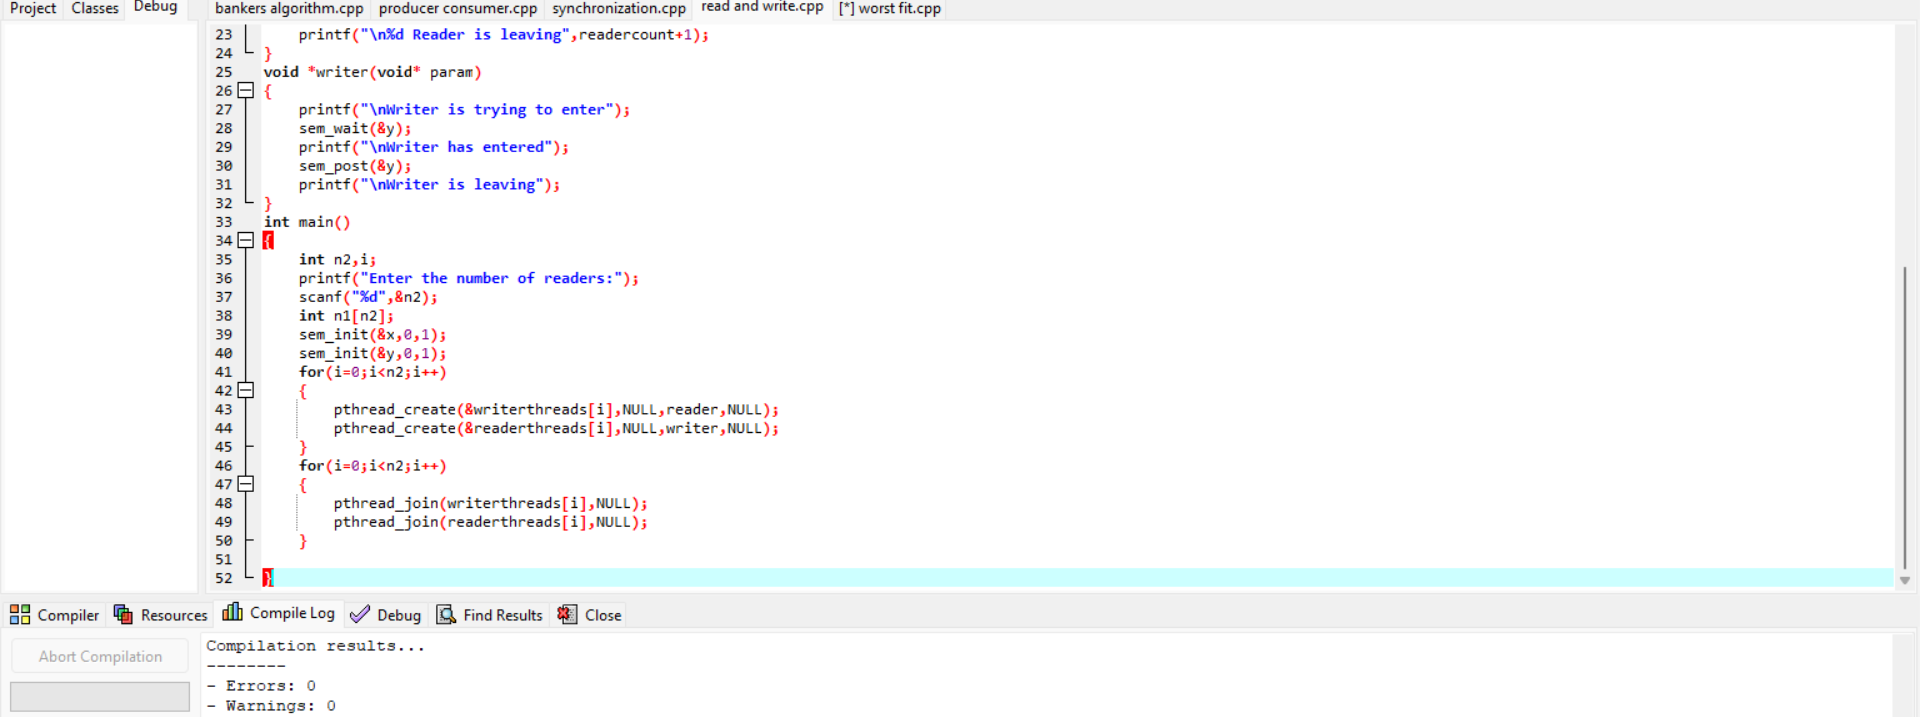 Project Classes Debug bankers algorithm.cpp producer consumer.cpp synchronization.cpp read and write.cpp [*] worst fit.cpp
23 printf("\n%d Reader is leaving",readercount+1);
24 }
25 void *writer(void* param)
26 {
27 printf("\nWriter is trying to enter");
28 sem_wait(&y);
29 printf("\nWriter has entered");
30 sem_post(&y);
31 printf("\nWriter is leaving");
32 }
33 int main()
34 {
35 int n2,i;
36 printf("Enter the number of readers:");
37 scanf("%d",&n2);
38 int n1[n2];
39 sem_init(&x,0,1);
40 sem_init(&y,0,1);
41 for(i=0;i<n2;i++)
42 {
43 pthread_create(&writerthreads[i],NULL,reader,NULL);
44 pthread_create(&readerthreads[i],NULL,writer,NULL);
45 }
46 for(i=0;i<n2;i++)
47 {
48 pthread_join(writerthreads[i],NULL);
49 pthread_join(readerthreads[i],NULL);
50 }
51
52 }
Compiler Resources Compile Log Debug Find Results Close
Abort Compilation
Compilation results...
--------
- Errors: 0
- Warnings: 0